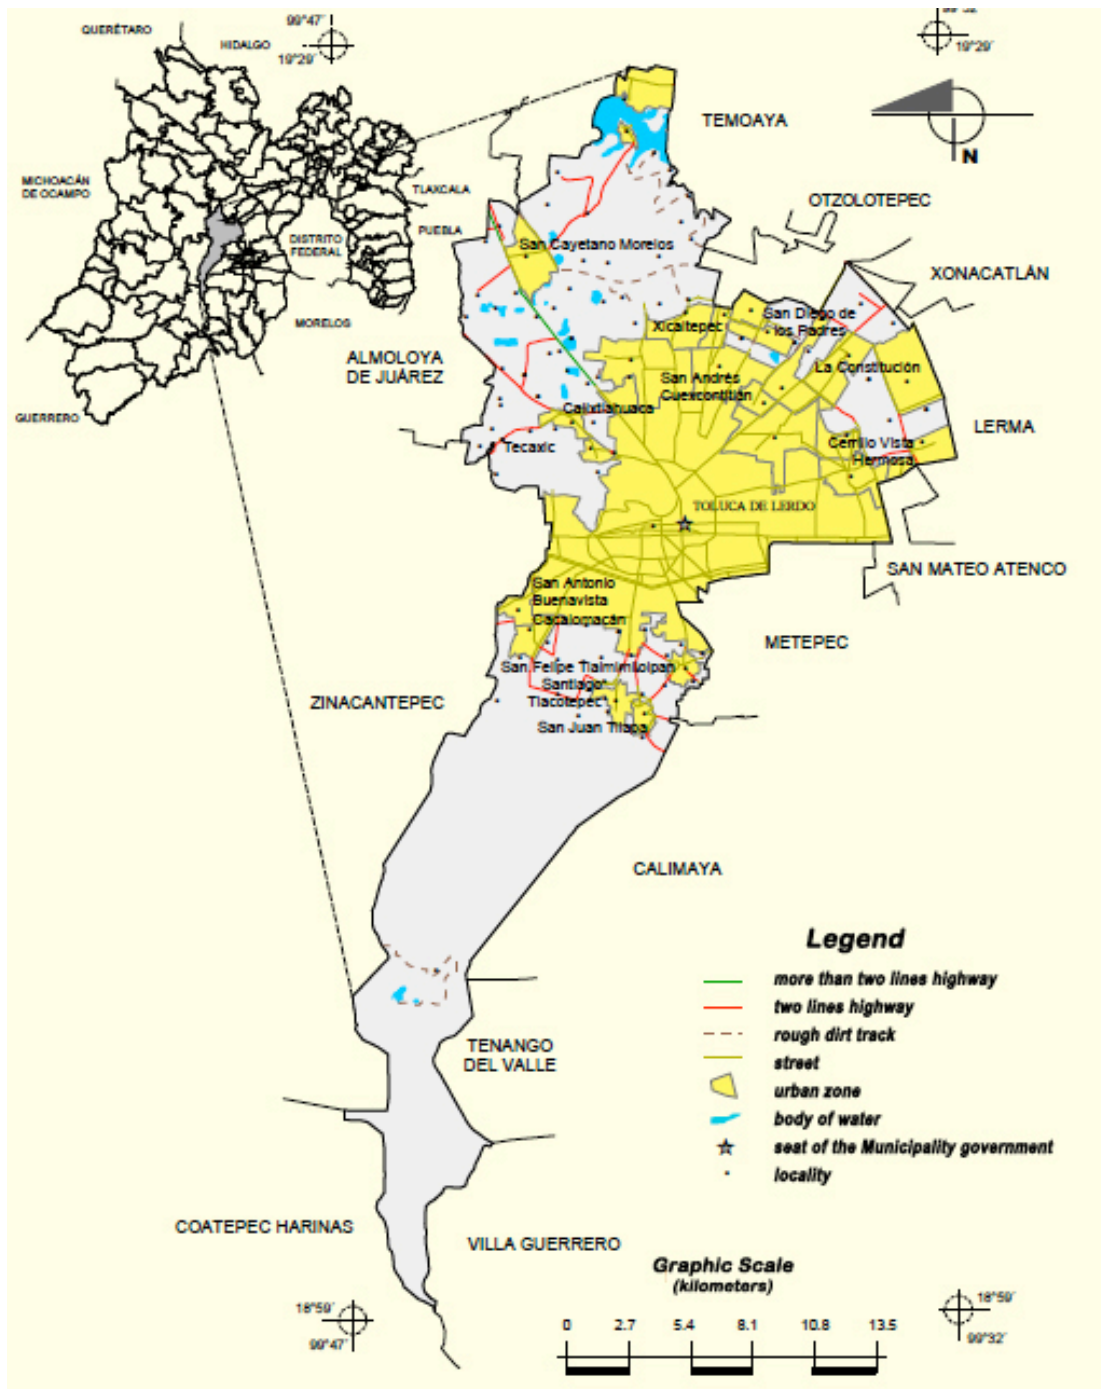 QUERÉTARO
HIDALGO
99°47´
19°29´
99°32´
19°29´
N
TEMOAYA
OTZOLOTEPEC
XONACATLÁN
MICHOACÁN
DE OCAMPO
TLAXCALA
PUEBLA
DISTRITO
FEDERAL
MORELOS
GUERRERO
ALMOLOYA
DE JUÁREZ
San Cayetano Morelos
Xicaltepec
San Diego de
los Padres
La Constitución
San Andrés
Cuexcontitlán
Calixtlahuaca
Tecaxic
Cerrillo Vista
Hermosa
LERMA
TOLUCA DE LERDO
SAN MATEO ATENCO
San Antonio
Buenavista
Cacalomacán
METEPEC
San Felipe Tlalmimilolpan
Santiago
Tlacotepec
San Juan Tilapa
ZINACANTEPEC
CALIMAYA
TENANGO
DEL VALLE
COATEPEC HARINAS
VILLA GUERRERO
Legend
more than two lines highway
two lines highway
rough dirt track
street
urban zone
body of water
seat of the Municipality government
locality
Graphic Scale
(kilometers)
0 2.7 5.4 8.1 10.8 13.5
18°59´
99°47´
18°59´
99°32´